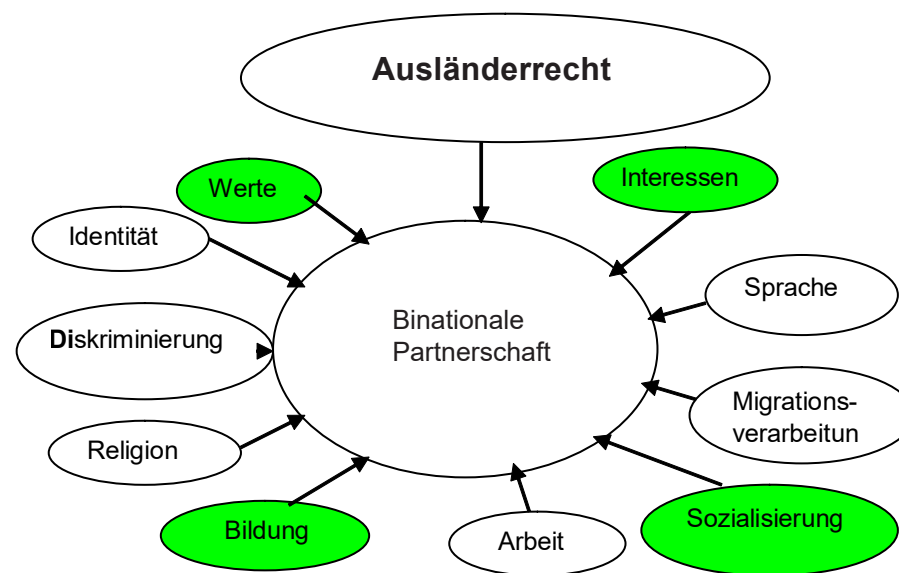 Ausländerrecht
Werte
Interessen
Identität
Sprache
Diskriminierung
Binationale
Partnerschaft
Migrations-
verarbeitun
Religion
Bildung
Arbeit
Sozialisierung